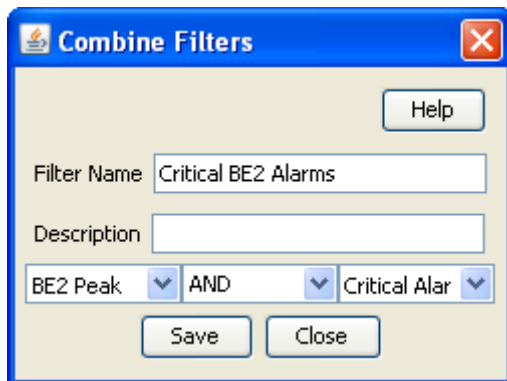 Combine Filters
Help
Filter Name Critical BE2 Alarms
Description
BE2 Peak AND Critical Alar
Save Close